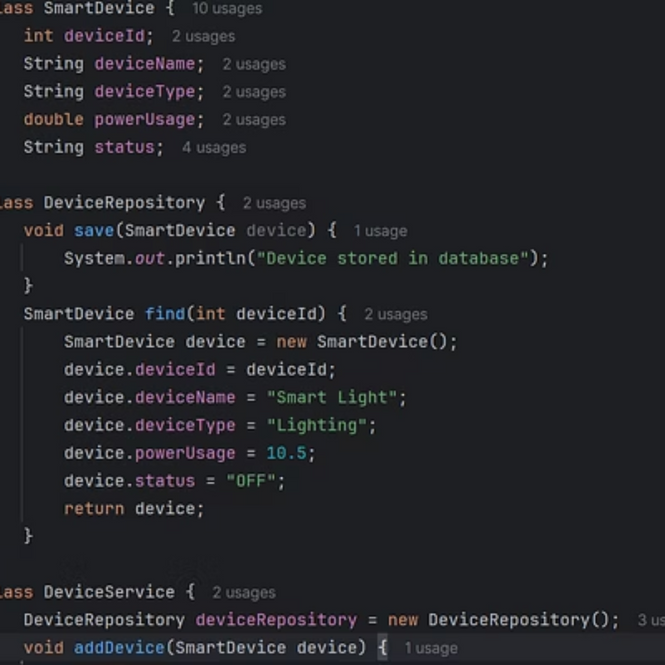 lass SmartDevice { 10 usages
int deviceId; 2 usages
String deviceName; 2 usages
String deviceType; 2 usages
double powerUsage; 2 usages
String status; 4 usages
lass DeviceRepository { 2 usages
void save(SmartDevice device) { 1 usage
System.out.println("Device stored in database");
}
SmartDevice find(int deviceId) { 2 usages
SmartDevice device = new SmartDevice();
device.deviceId = deviceId;
device.deviceName = "Smart Light";
device.deviceType = "Lighting";
device.powerUsage = 10.5;
device.status = "OFF";
return device;
}
lass DeviceService { 2 usages
DeviceRepository deviceRepository = new DeviceRepository(); 3 us
void addDevice(SmartDevice device) { 1 usage